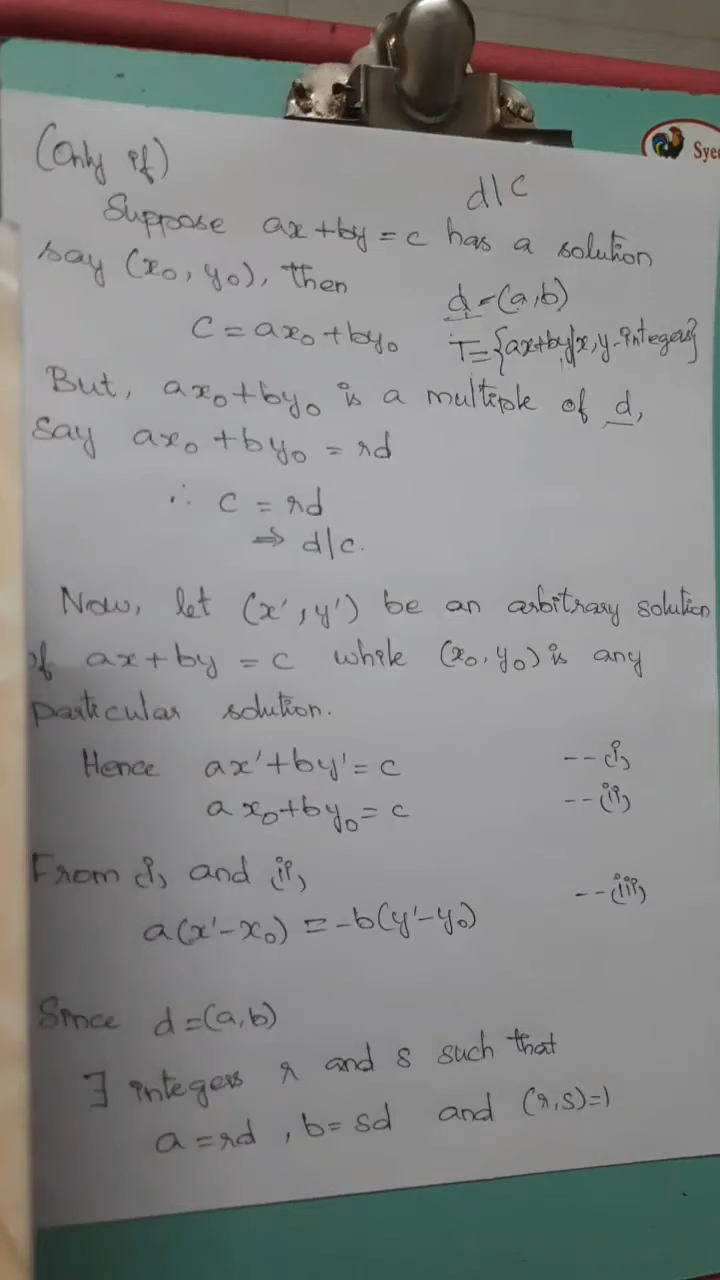 (Only if)
d|c
Suppose ax+by=c has a solution
say (x₀, y₀), then
d=(a,b)
c=ax₀+by₀
T={ax+by|x,y-integers}
But, ax₀+by₀ is a multiple of d,
say ax₀+by₀ = rd
∴ c = rd
⇒ d|c.
Now, let (x', y') be an arbitrary solution
of ax+by = c while (x₀, y₀) is any
particular solution.
Hence ax'+by'=c --(i)
ax₀+by₀=c --(ii)
From (i) and (ii)
a(x'-x₀) = -b(y'-y₀) --(iii)
Since d=(a,b)
∃ integers r and s such that
a=rd, b=sd and (r,s)=1